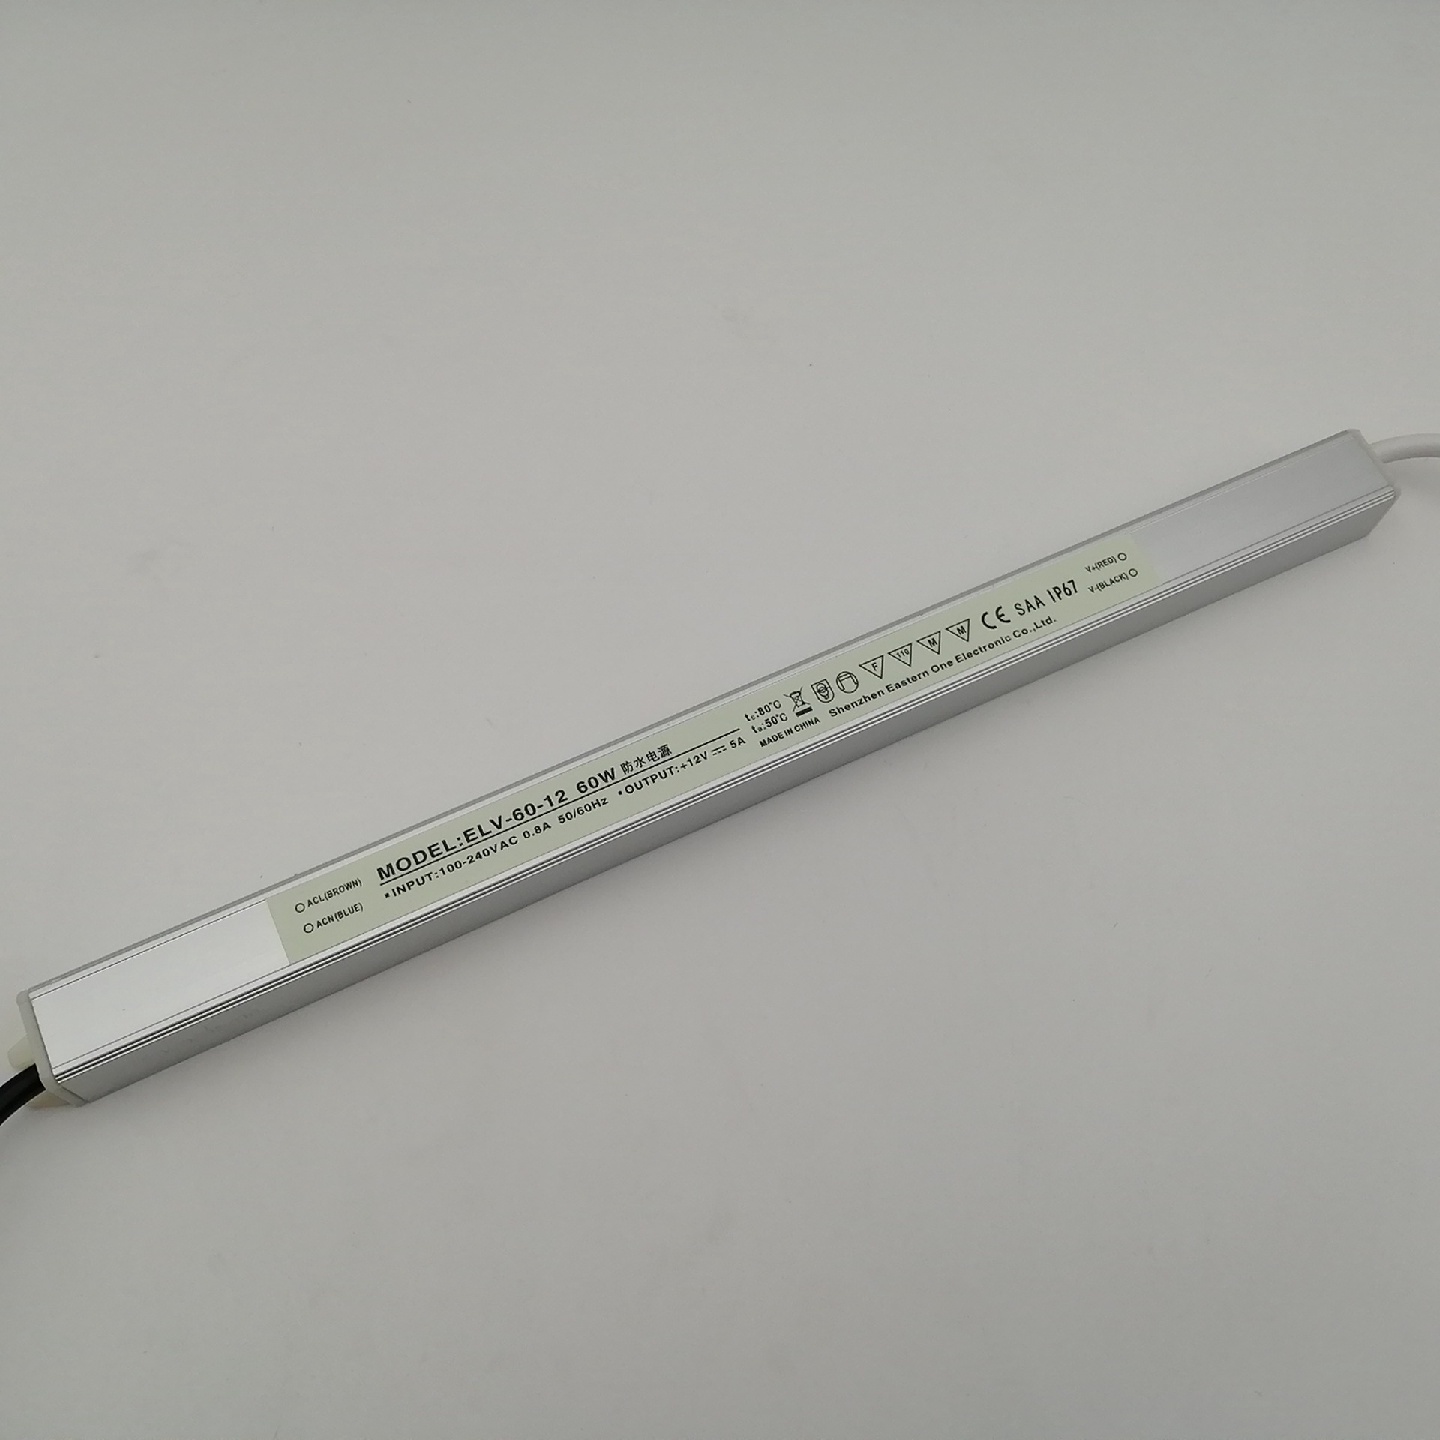 ACL(BROWN)
ACN(BLUE)
MODEL:ELV-60-12 60W 防水电源
*INPUT:100-240VAC 0.8A 50/60Hz *OUTPUT:+12V⎓5A
tc:80°C
ta:50°C
MADE IN CHINA
F 110 M M CE SAA IP67
Shenzhen Eastern One Electronic Co.,Ltd.
V+(RED)
V-(BLACK)